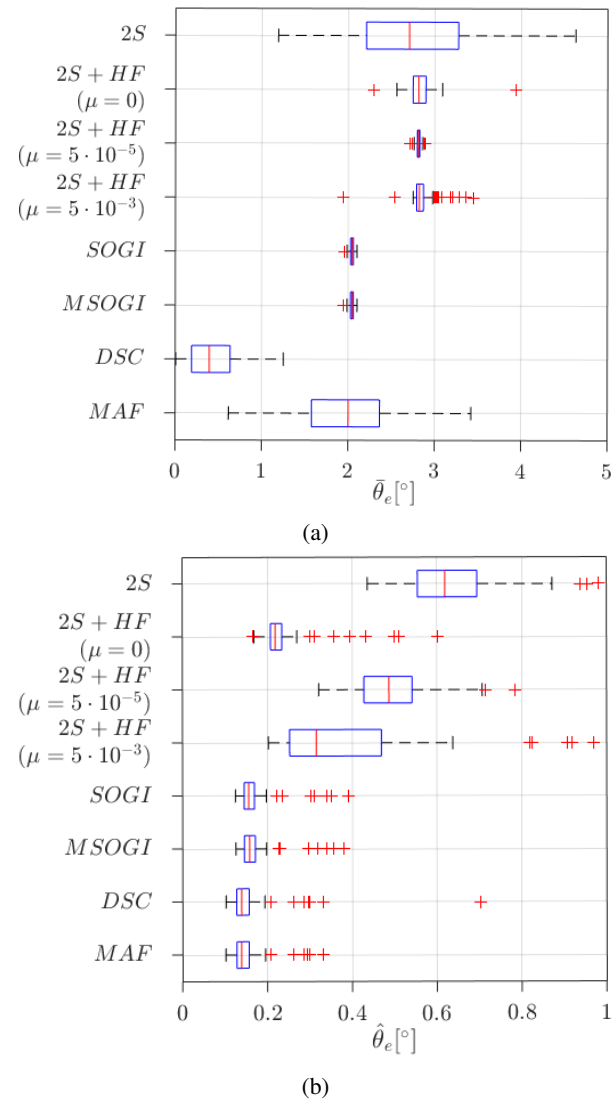 2S
2S + HF
(μ = 0)
2S + HF
(μ = 5 · 10⁻⁵)
2S + HF
(μ = 5 · 10⁻³)
SOGI
MSOGI
DSC
MAF
0 1 2 3 4 5
θ̄ₑ[°]
(a)
2S
2S + HF
(μ = 0)
2S + HF
(μ = 5 · 10⁻⁵)
2S + HF
(μ = 5 · 10⁻³)
SOGI
MSOGI
DSC
MAF
0 0.2 0.4 0.6 0.8 1
θ̂ₑ[°]
(b)